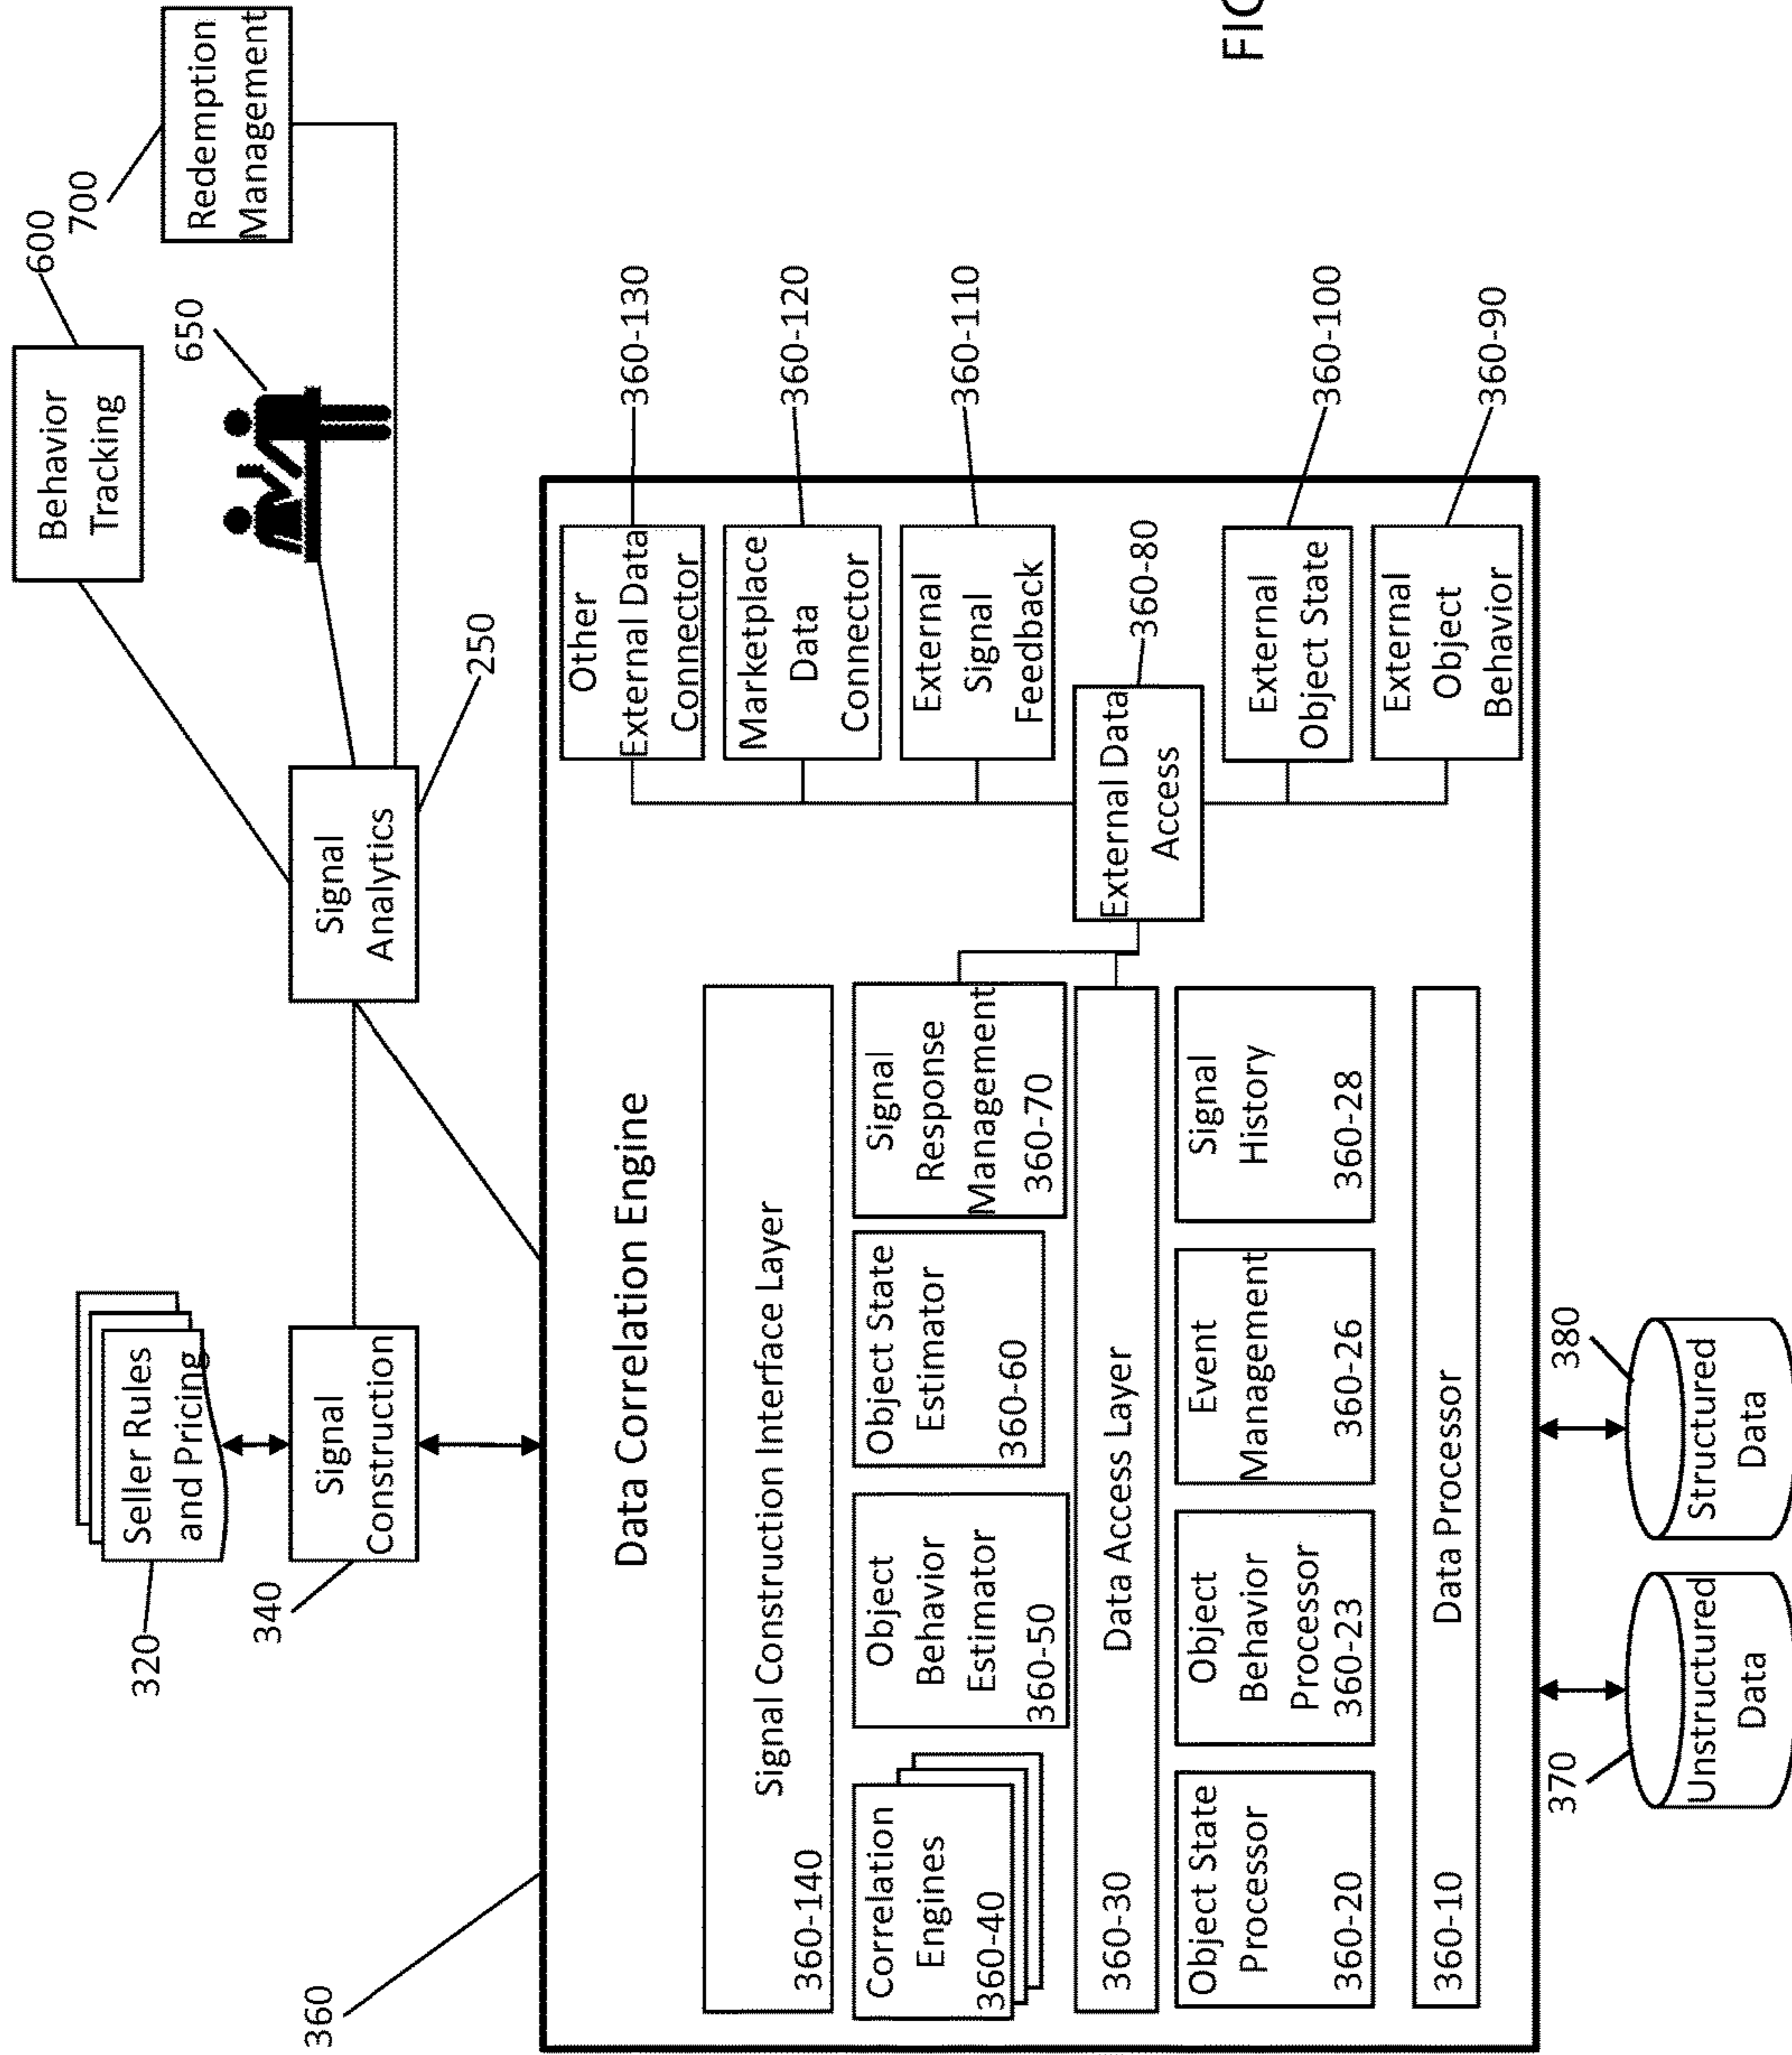 600
700
Behavior
Tracking
Redemption
Management
650
320
Seller Rules
and Pricing
340
Signal
Construction
Signal
Analytics
250
360
Data Correlation Engine
Signal Construction Interface Layer
360-140
Correlation
Engines
360-40
Object
Behavior
Estimator
360-50
Object State
Estimator
360-60
Signal
Response
Management
360-70
Data Access Layer
360-30
Object State
Processor
360-20
Object
Behavior
Processor
360-23
Event
Management
360-26
Signal
History
360-28
Data Processor
360-10
Other
External Data
Connector
360-130
Marketplace
Data
Connector
360-120
External
Signal
Feedback
360-110
External Data
Access
360-80
External
Object State
360-100
External
Object
Behavior
360-90
370
Unstructured
Data
380
Structured
Data